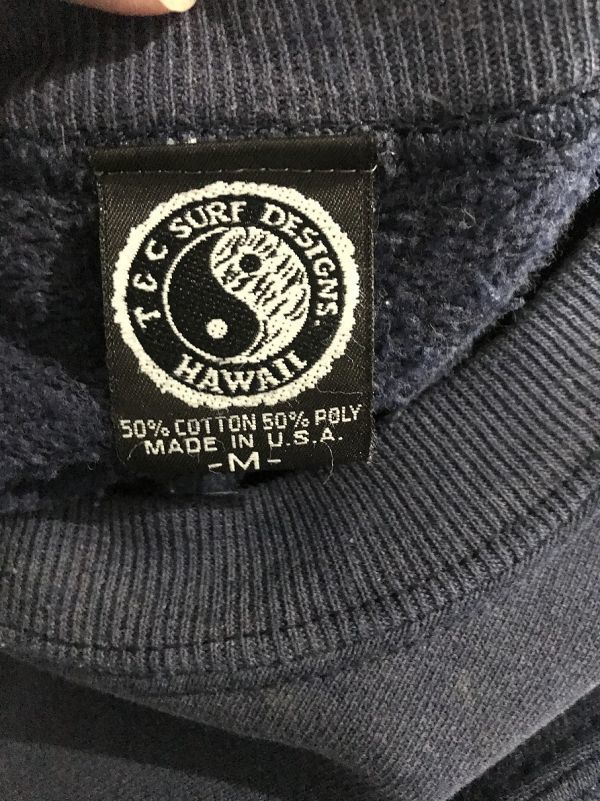 T & C SURF DESIGNS.
HAWAII
50% COTTON 50% POLY
MADE IN U.S.A.
-M-